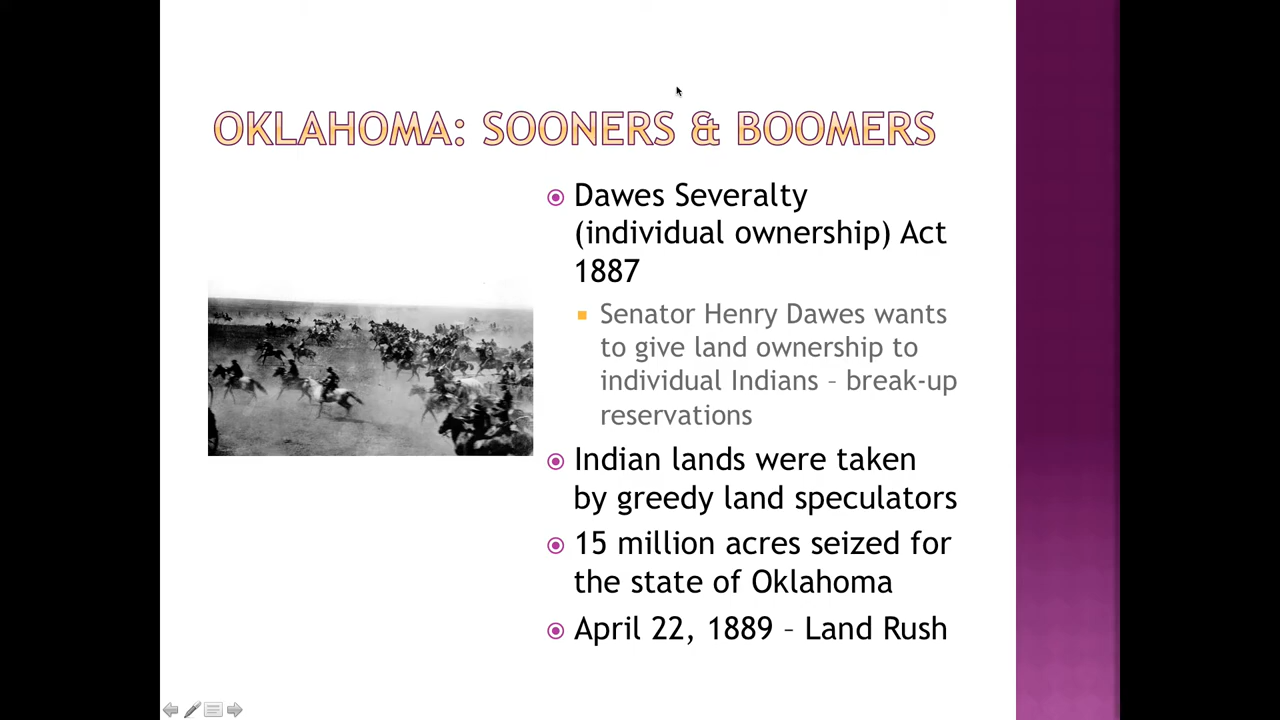 OKLAHOMA: SOONERS & BOOMERS
Dawes Severalty
(individual ownership) Act
1887
Senator Henry Dawes wants
to give land ownership to
individual Indians – break-up
reservations
Indian lands were taken
by greedy land speculators
15 million acres seized for
the state of Oklahoma
April 22, 1889 – Land Rush